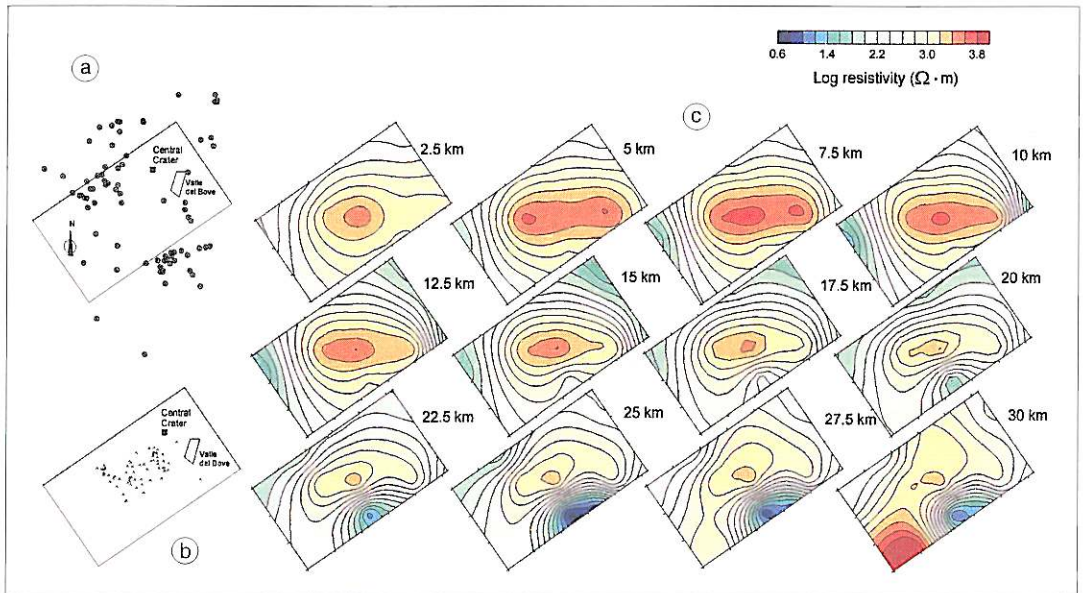 0.6 1.4 2.2 3.0 3.8
Log resistivity (Ω · m)
a
c
Central
Crater
Valle
del Bove
N
2.5 km
5 km
7.5 km
10 km
12.5 km
15 km
17.5 km
20 km
Central
Crater
Valle
del Bove
22.5 km
25 km
27.5 km
30 km
b